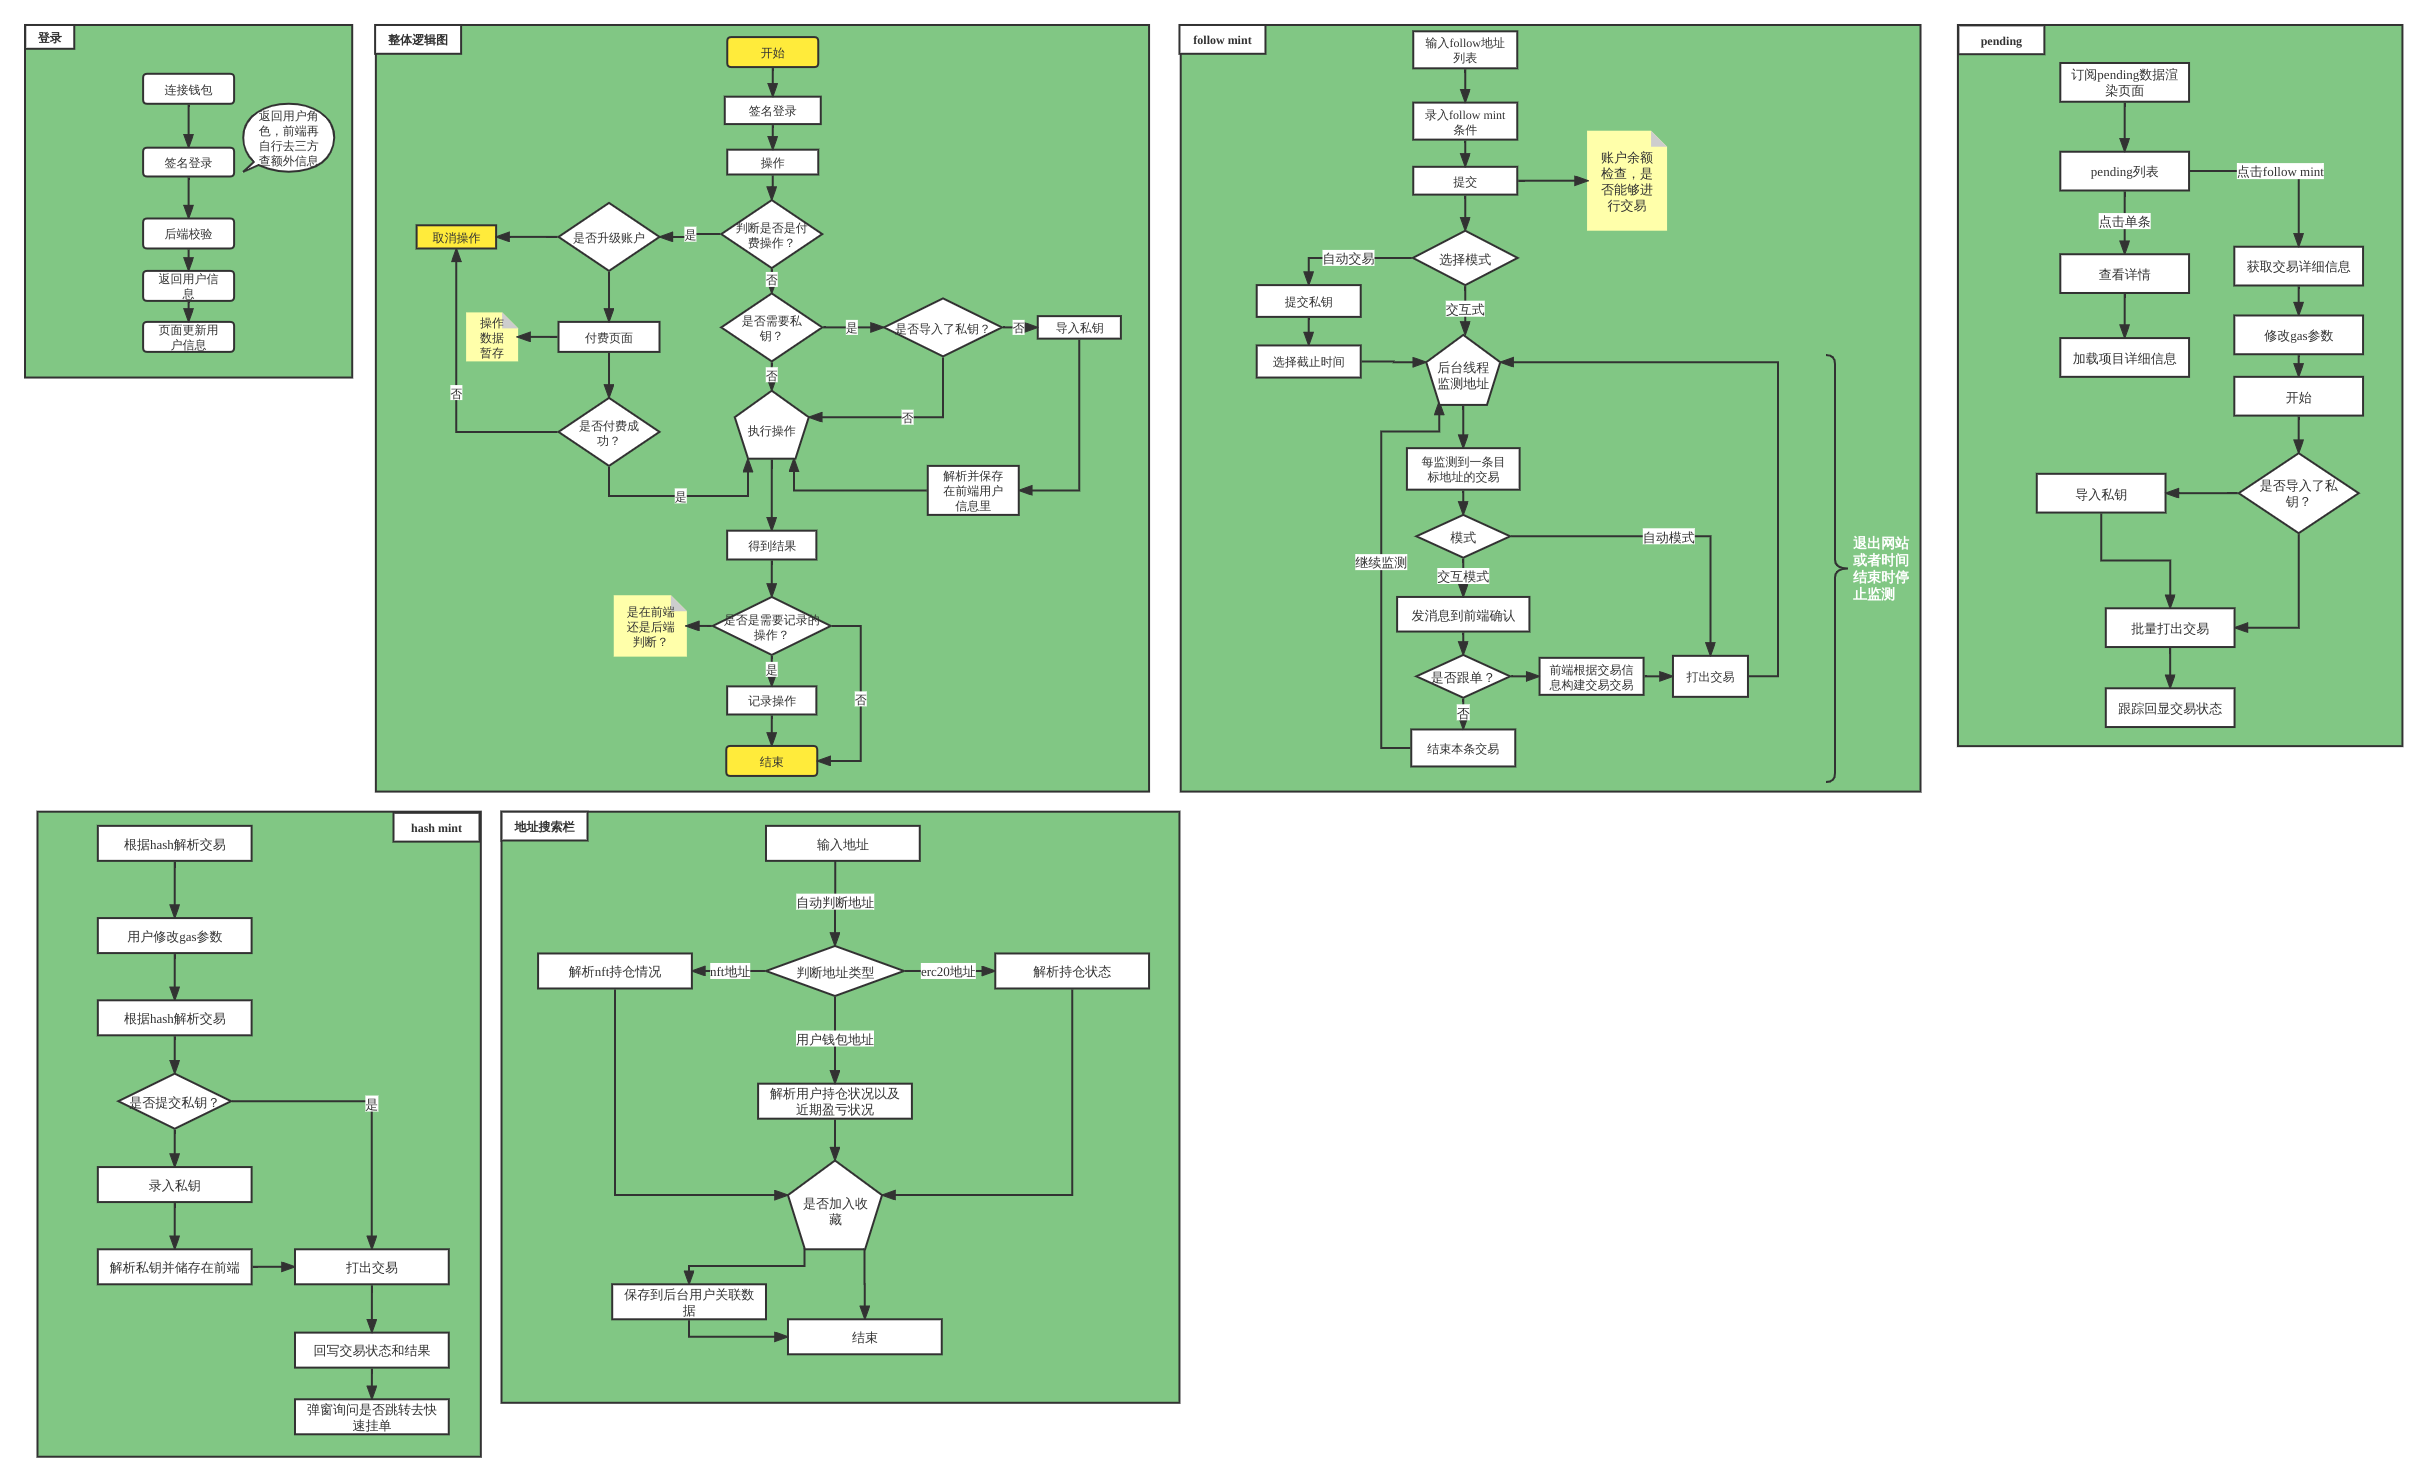 登录
连接钱包
返回用户角
色，前端再
自行去三方
查额外信息
签名登录
后端校验
返回用户信
息
页面更新用
户信息
整体逻辑图
开始
签名登录
操作
判断是否是付
费操作？
是
是否升级账户
取消操作
否
是否需要私
钥？
是
是否导入了私钥？
否
导入私钥
操作
数据
暂存
付费页面
否
否
执行操作
否
是否付费成
功？
是
解析并保存
在前端用户
信息里
得到结果
是否是需要记录的
操作？
是在前端
还是后端
判断？
是
记录操作
否
结束
follow mint
输入follow地址
列表
录入follow mint
条件
提交
账户余额
检查，是
否能够进
行交易
选择模式
自动交易
提交私钥
交互式
选择截止时间
后台线程
监测地址
每监测到一条目
标地址的交易
模式
自动模式
继续监测
交互模式
发消息到前端确认
是否跟单？
前端根据交易信
息构建交易交易
打出交易
否
结束本条交易
退出网站
或者时间
结束时停
止监测
pending
订阅pending数据渲
染页面
pending列表
点击follow mint
点击单条
查看详情
获取交易详细信息
加载项目详细信息
修改gas参数
开始
是否导入了私
钥？
导入私钥
批量打出交易
跟踪回显交易状态
hash mint
根据hash解析交易
用户修改gas参数
根据hash解析交易
是否提交私钥？
是
录入私钥
解析私钥并储存在前端
打出交易
回写交易状态和结果
弹窗询问是否跳转去快
速挂单
地址搜索栏
输入地址
自动判断地址
判断地址类型
nft地址
解析nft持仓情况
erc20地址
解析持仓状态
用户钱包地址
解析用户持仓状况以及
近期盈亏状况
是否加入收
藏
保存到后台用户关联数
据
结束